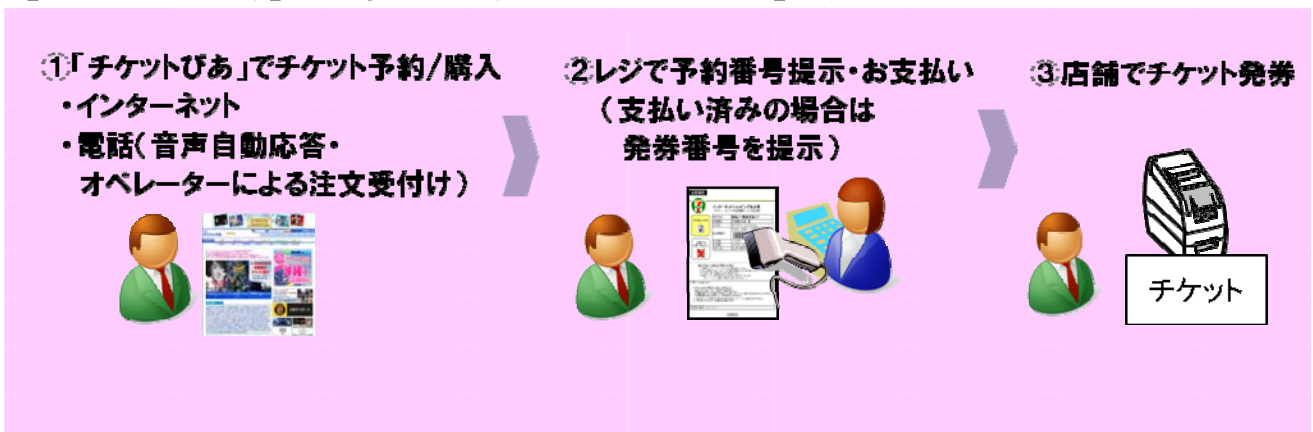 ①「チケットぴあ」でチケット予約/購入
・インターネット
・電話(音声自動応答・
オペレーターによる注文受付け)
②レジで予約番号提示・お支払い
(支払い済みの場合は
発券番号を提示)
③店舗でチケット発券
チケット